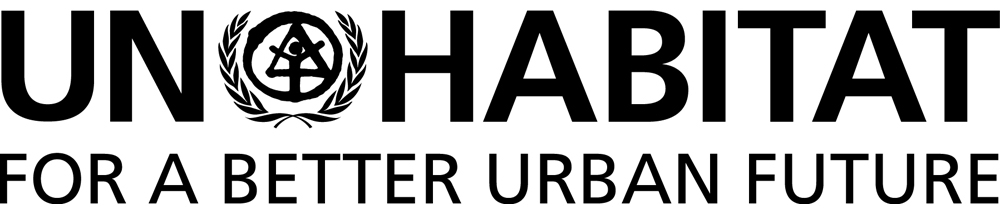 UN HABITAT
FOR A BETTER URBAN FUTURE